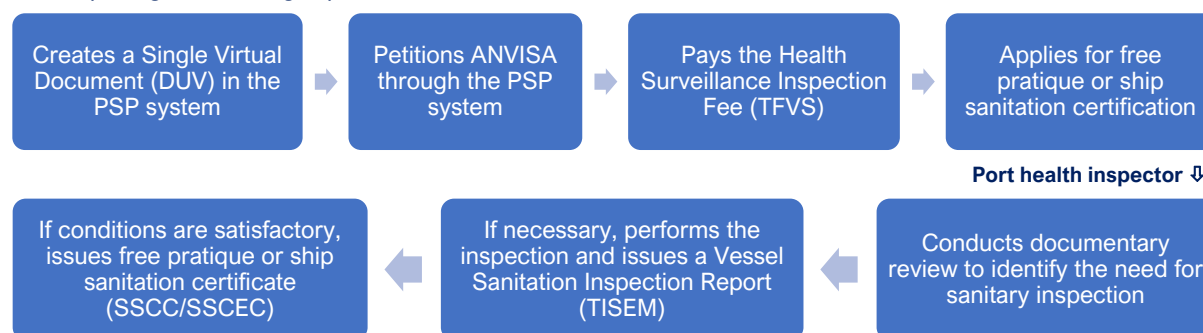 Creates a Single Virtual
Document (DUV) in the
PSP system
Petitions ANVISA
through the PSP
system
Pays the Health
Surveillance Inspection
Fee (TFVS)
Applies for free
pratique or ship
sanitation certification
Port health inspector ⇩
If conditions are satisfactory,
issues free pratique or ship
sanitation certificate
(SSCC/SSCEC)
If necessary, performs the
inspection and issues a Vessel
Sanitation Inspection Report
(TISEM)
Conducts documentary
review to identify the need for
sanitary inspection